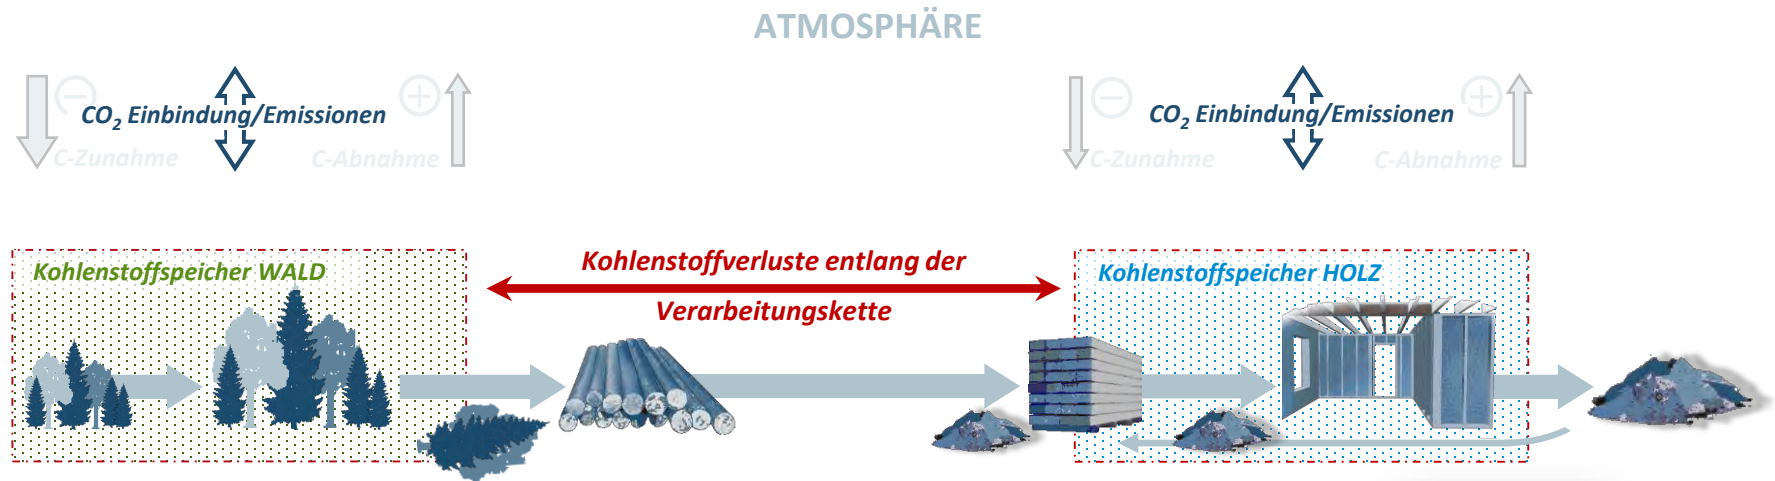 ATMOSPHÄRE
CO₂ Einbindung/Emissionen
C-Zunahme
C-Abnahme
CO₂ Einbindung/Emissionen
C-Zunahme
C-Abnahme
Kohlenstoffspeicher WALD
Kohlenstoffverluste entlang der
Verarbeitungskette
Kohlenstoffspeicher HOLZ